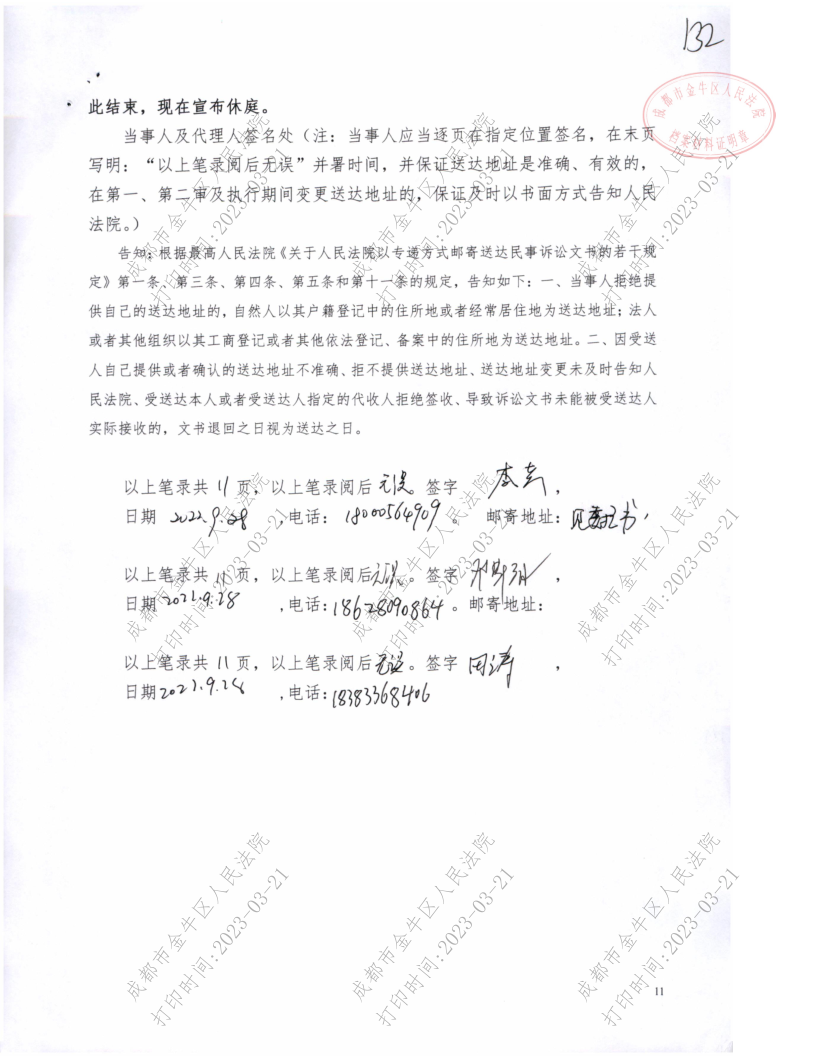 132
成都市金牛区人民法院
档案资料证明章
此结束，现在宣布休庭。
当事人及代理人签名处（注：当事人应当逐页在指定位置签名，在末页
写明：“以上笔录阅后无误”并署时间，并保证送达地址是准确、有效的，
在第一、第二审及执行期间变更送达地址的，保证及时以书面方式告知人民
法院。）
告知：根据最高人民法院《关于人民法院以专递方式邮寄送达民事诉讼文书的若干规
定》第一条、第三条、第四条、第五条和第十一条的规定，告知如下：一、当事人拒绝提
供自己的送达地址的，自然人以其户籍登记中的住所地或者经常居住地为送达地址；法人
或者其他组织以其工商登记或者其他依法登记、备案中的住所地为送达地址。二、因受送
人自己提供或者确认的送达地址不准确、拒不提供送达地址、送达地址变更未及时告知人
民法院、受送达本人或者受送达人指定的代收人拒绝签收、导致诉讼文书未能被受送达人
实际接收的，文书退回之日视为送达之日。
以上笔录共 11 页，以上笔录阅后 无误。签字 ，
日期 2022.9.28 ，电话： 18000564909 。 邮寄地址：见委托书
以上笔录共 11 页，以上笔录阅后无误。签字 ，
日期 2022.9.28 ，电话：18628090864 。邮寄地址：
以上笔录共 11 页，以上笔录阅后无误。签字 田涛 ，
日期 2022.9.28 ，电话：18383368406
成都市金牛区人民法院
打印时间：2023-03-21
11